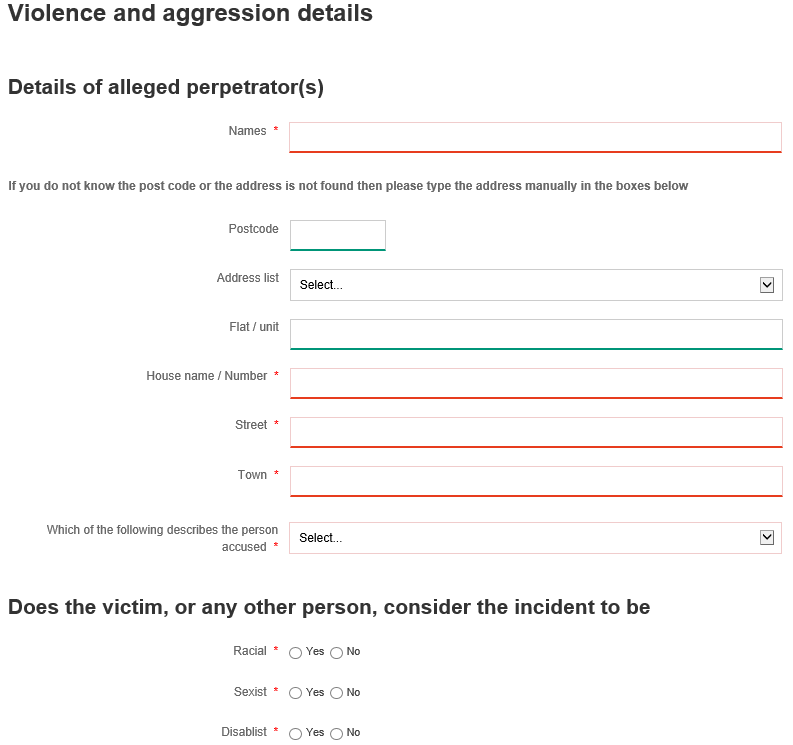 Violence and aggression details
Details of alleged perpetrator(s)
Names *
If you do not know the post code or the address is not found then please type the address manually in the boxes below
Postcode
Address list Select...
Flat / unit
House name / Number *
Street *
Town *
Which of the following describes the person
accused * Select...
Does the victim, or any other person, consider the incident to be
Racial * Yes No
Sexist * Yes No
Disablist * Yes No